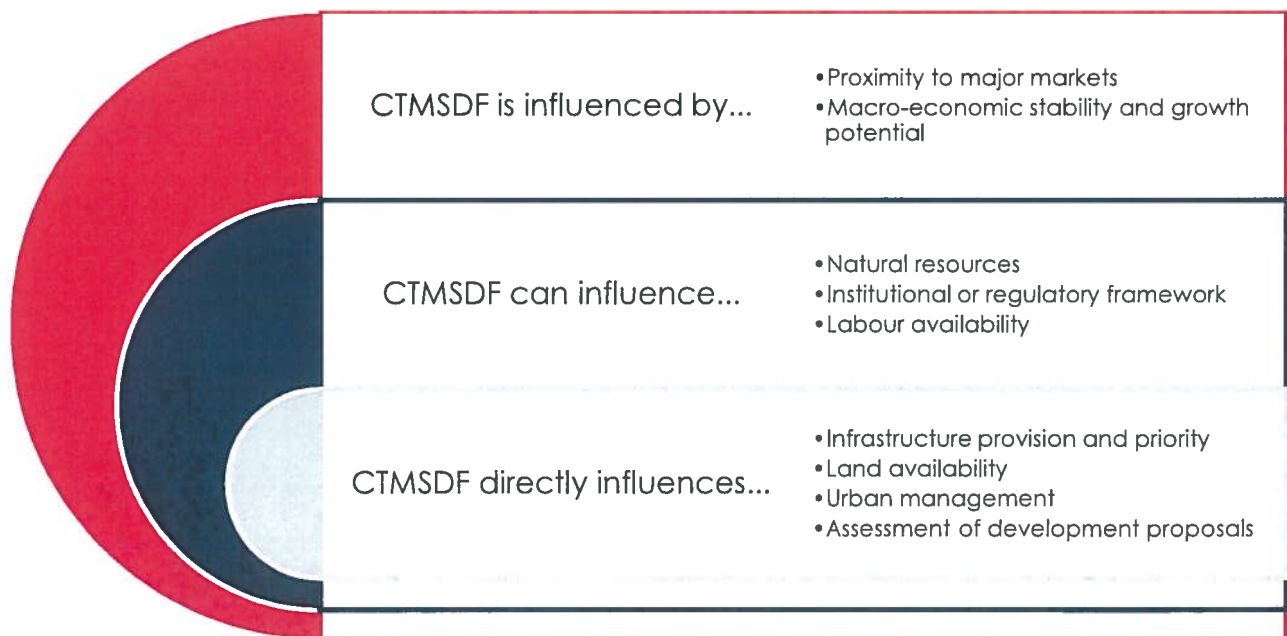 CTMSDF is influenced by...
•Proximity to major markets
•Macro-economic stability and growth
potential
CTMSDF can influence...
•Natural resources
•Institutional or regulatory framework
•Labour availability
CTMSDF directly influences...
•Infrastructure provision and priority
•Land availability
•Urban management
•Assessment of development proposals